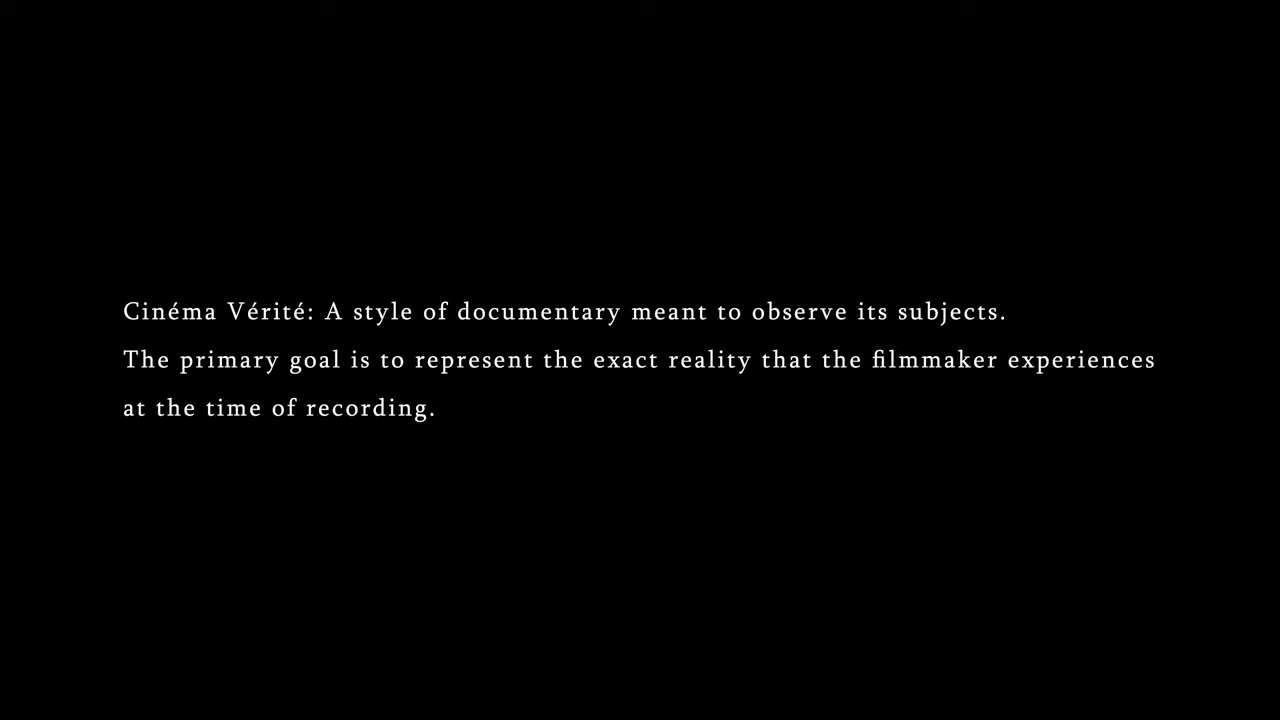 Cinéma Vérité: A style of documentary meant to observe its subjects.
The primary goal is to represent the exact reality that the filmmaker experiences
at the time of recording.